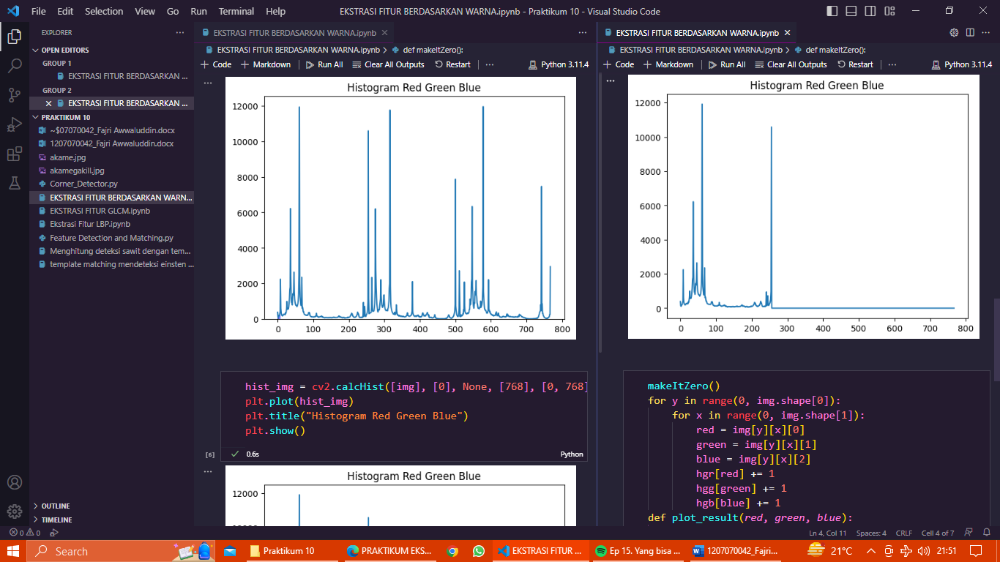 File Edit Selection View Go Run Terminal Help
EKSTRASI FITUR BERDASARKAN WARNA.ipynb - Praktikum 10 - Visual Studio Code
EXPLORER
OPEN EDITORS
GROUP 1
EKSTRASI FITUR BERDASARKAN ...
GROUP 2
EKSTRASI FITUR BERDASARKAN ...
PRAKTIKUM 10
~$07070042_Fajri Awwaluddin.docx
1207070042_Fajri Awwaluddin.docx
akame.jpg
akamegakill.jpg
Corner_Detector.py
EKSTRASI FITUR BERDASARKAN WARN...
EKSTRASI FITUR GLCM.ipynb
Ekstrasi Fitur LBP.ipynb
Feature Detection and Matching.py
Menghitung deteksi sawit dengan tem...
template matching mendeteksi einsten ...
OUTLINE
TIMELINE
EKSTRASI FITUR BERDASARKAN WARNA.ipynb
EKSTRASI FITUR BERDASARKAN WARNA.ipynb > def makeItZero():
+ Code + Markdown Run All Clear All Outputs Restart ... Python 3.11.4
Histogram Red Green Blue
12000
10000
8000
6000
4000
2000
0
0 100 200 300 400 500 600 700 800
hist_img = cv2.calcHist([img], [0], None, [768], [0, 768]
plt.plot(hist_img)
plt.title("Histogram Red Green Blue")
plt.show()
[6] 0.6s Python
Histogram Red Green Blue
12000
EKSTRASI FITUR BERDASARKAN WARNA.ipynb
EKSTRASI FITUR BERDASARKAN WARNA.ipynb > def makeItZero():
+ Code + Markdown Run All Clear All Outputs Restart ... Python 3.11.4
Histogram Red Green Blue
12000
10000
8000
6000
4000
2000
0
0 100 200 300 400 500 600 700 800
makeItZero()
for y in range(0, img.shape[0]):
for x in range(0, img.shape[1]):
red = img[y][x][0]
green = img[y][x][1]
blue = img[y][x][2]
hgr[red] += 1
hgg[green] += 1
hgb[blue] += 1
def plot_result(red, green, blue):
0 0 Ln 4, Col 11 Spaces: 4 CRLF Cell 4 of 7
Search Praktikum 10 PRAKTIKUM EKS... EKSTRASI FITUR ... Ep 15. Yang bisa ... 1207070042_Fajri... 21°C 21:51